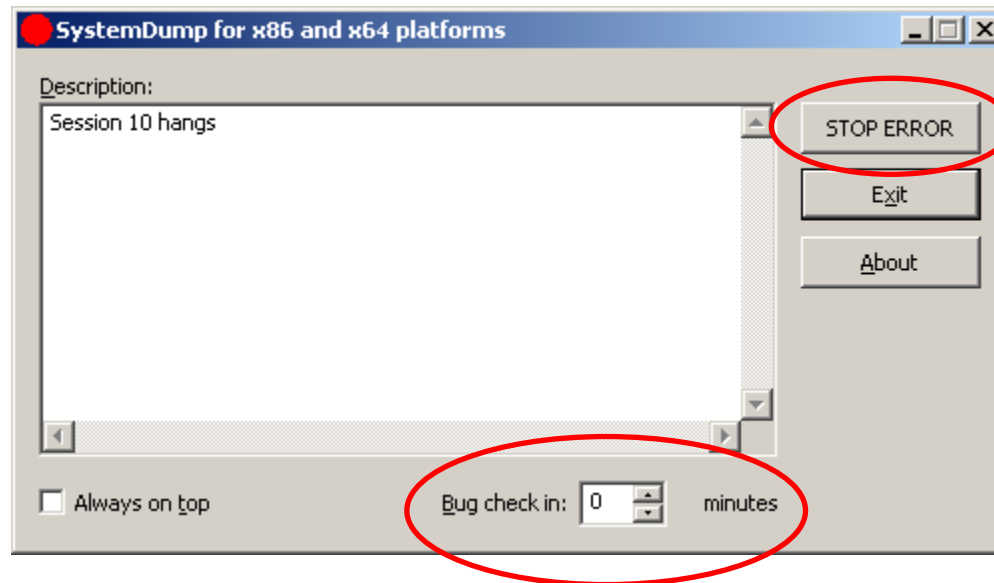 SystemDump for x86 and x64 platforms
Description:
Session 10 hangs
STOP ERROR
Exit
About
Always on top
Bug check in: 0 minutes